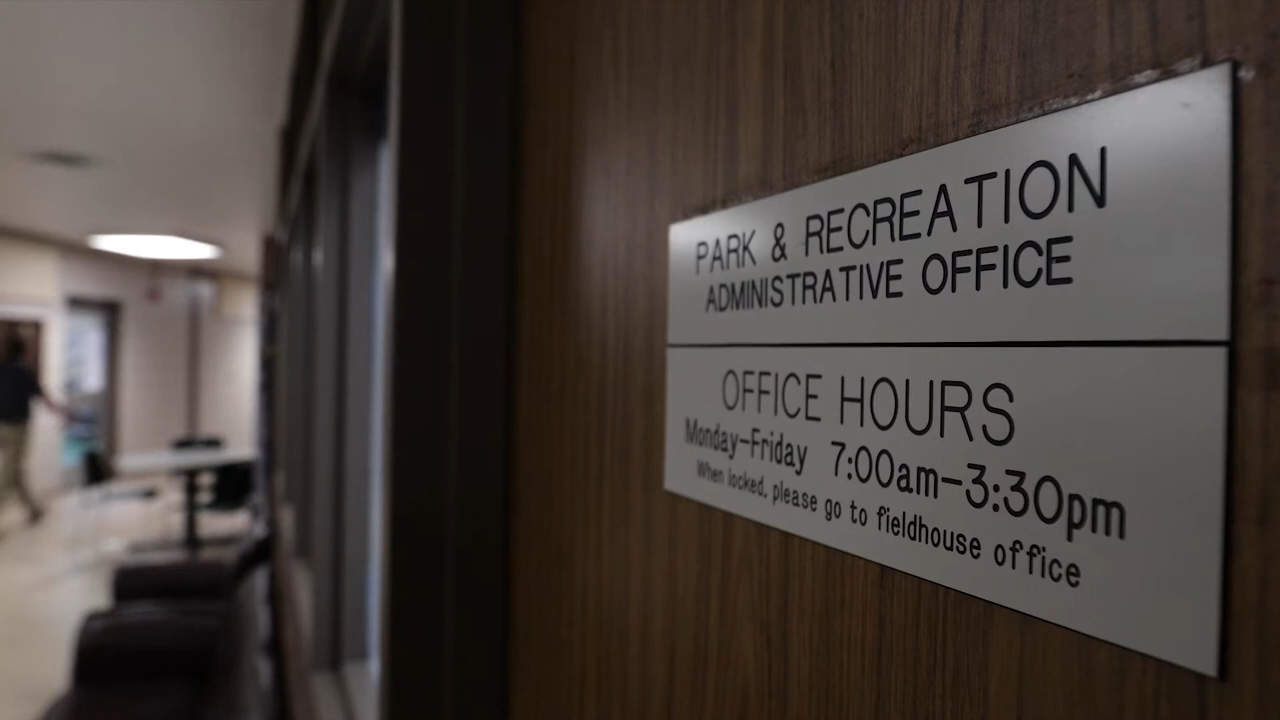 PARK & RECREATION
ADMINISTRATIVE OFFICE
OFFICE HOURS
Monday-Friday 7:00am-3:30pm
When locked, please go to fieldhouse office